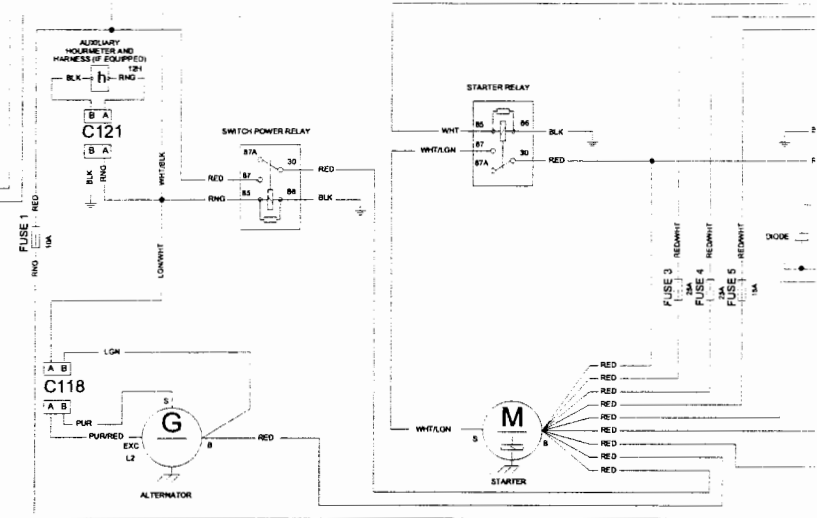 AUXILIARY
HOURMETER AND
HARNESS (IF EQUIPPED)
12H
BLK
h
RNG
B A
C121
B A
BLK
RNG
WHT/BLK
SWITCH POWER RELAY
87A
30
RED
RED
87
RNG
85
86
BLK
STARTER RELAY
WHT
85
86
BLK
WHT/LGN
87
87A
30
RED
RED
FUSE 1
10A
RNG
LGN/WHT
RED/WHT
RED/WHT
RED/WHT
DIODE
FUSE 3
25A
FUSE 4
25A
FUSE 5
15A
LGN
A B
C118
A B
PUR
PUR/RED
S
G
EXC
L2
B
RED
ALTERNATOR
WHT/LGN
S
M
B
STARTER
RED
RED
RED
RED
RED
RED
RED
RED
RED